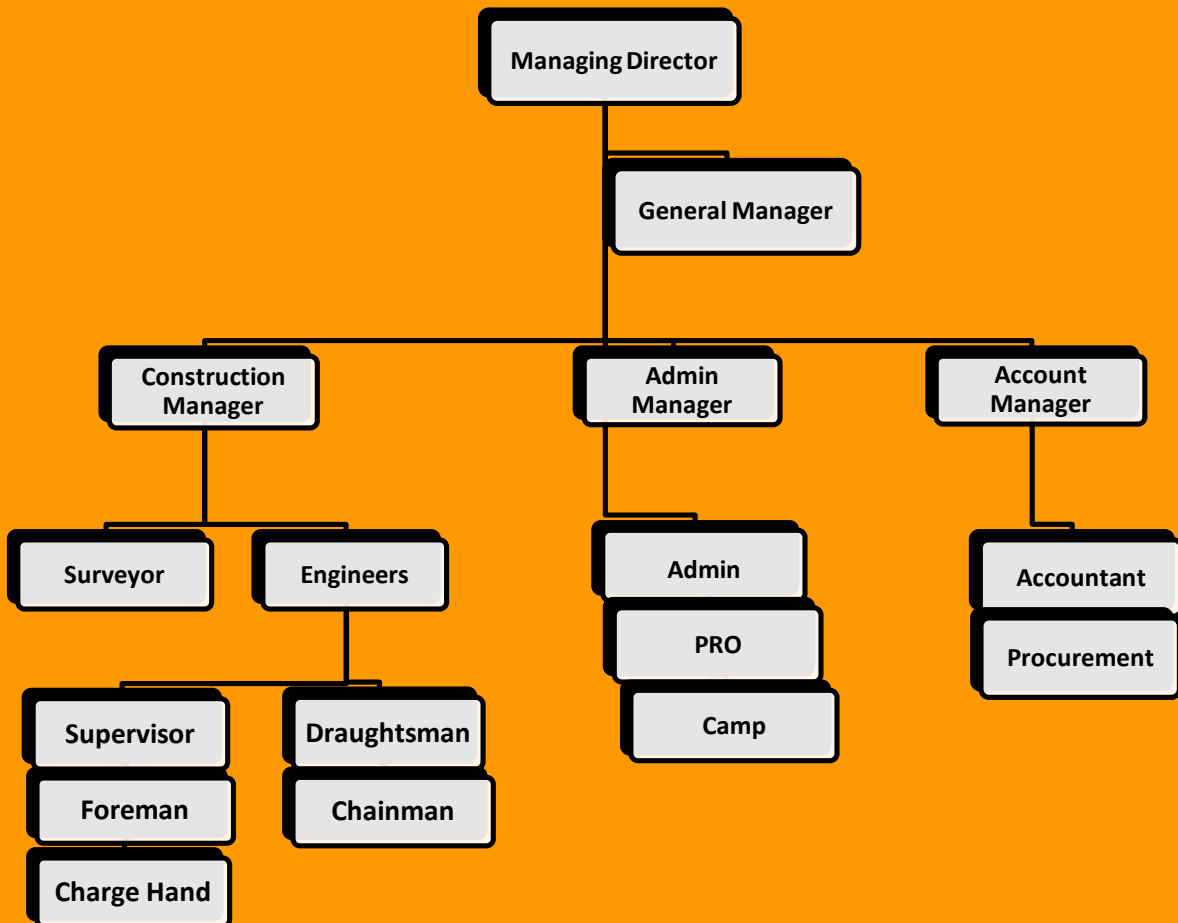 Managing Director
General Manager
Construction
Manager
Admin
Manager
Account
Manager
Surveyor
Engineers
Admin
Accountant
PRO
Procurement
Camp
Supervisor
Draughtsman
Foreman
Chainman
Charge Hand